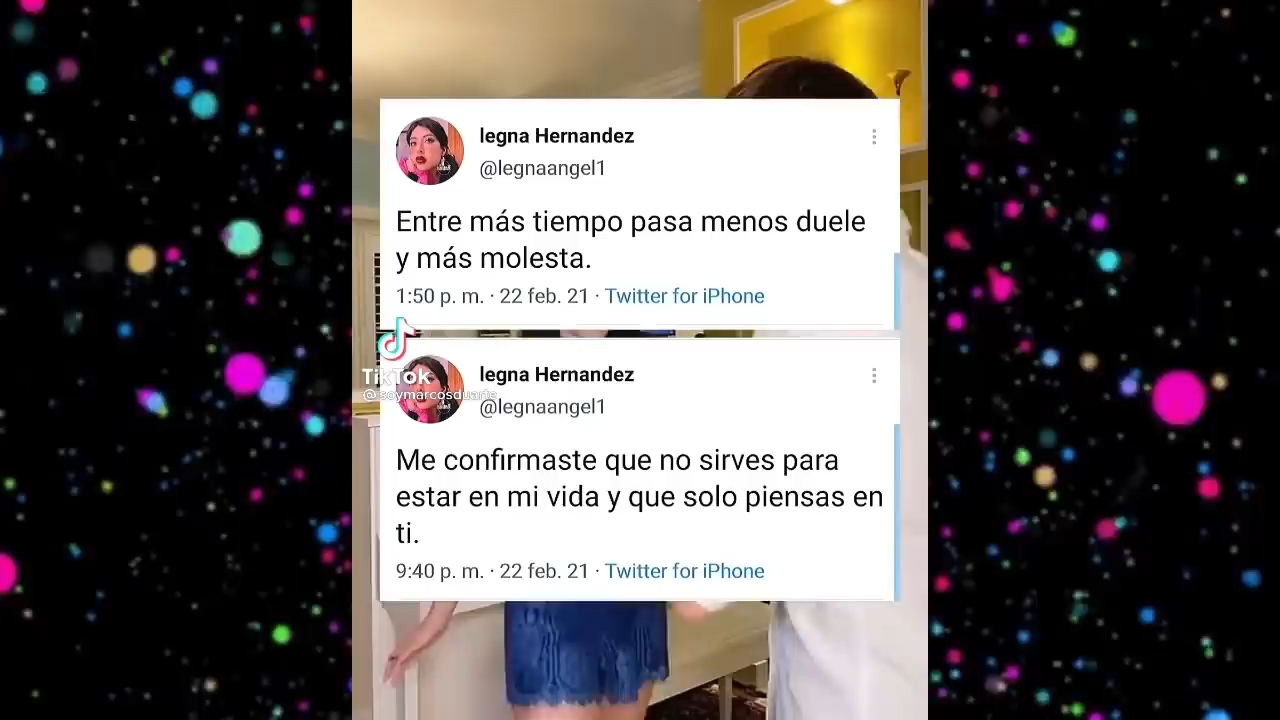 legna Hernandez
@legnaangel1
Entre más tiempo pasa menos duele
y más molesta.
1:50 p. m. · 22 feb. 21 · Twitter for iPhone
TikTok
@soymarcosduarte
legna Hernandez
@legnaangel1
Me confirmaste que no sirves para
estar en mi vida y que solo piensas en
ti.
9:40 p. m. · 22 feb. 21 · Twitter for iPhone